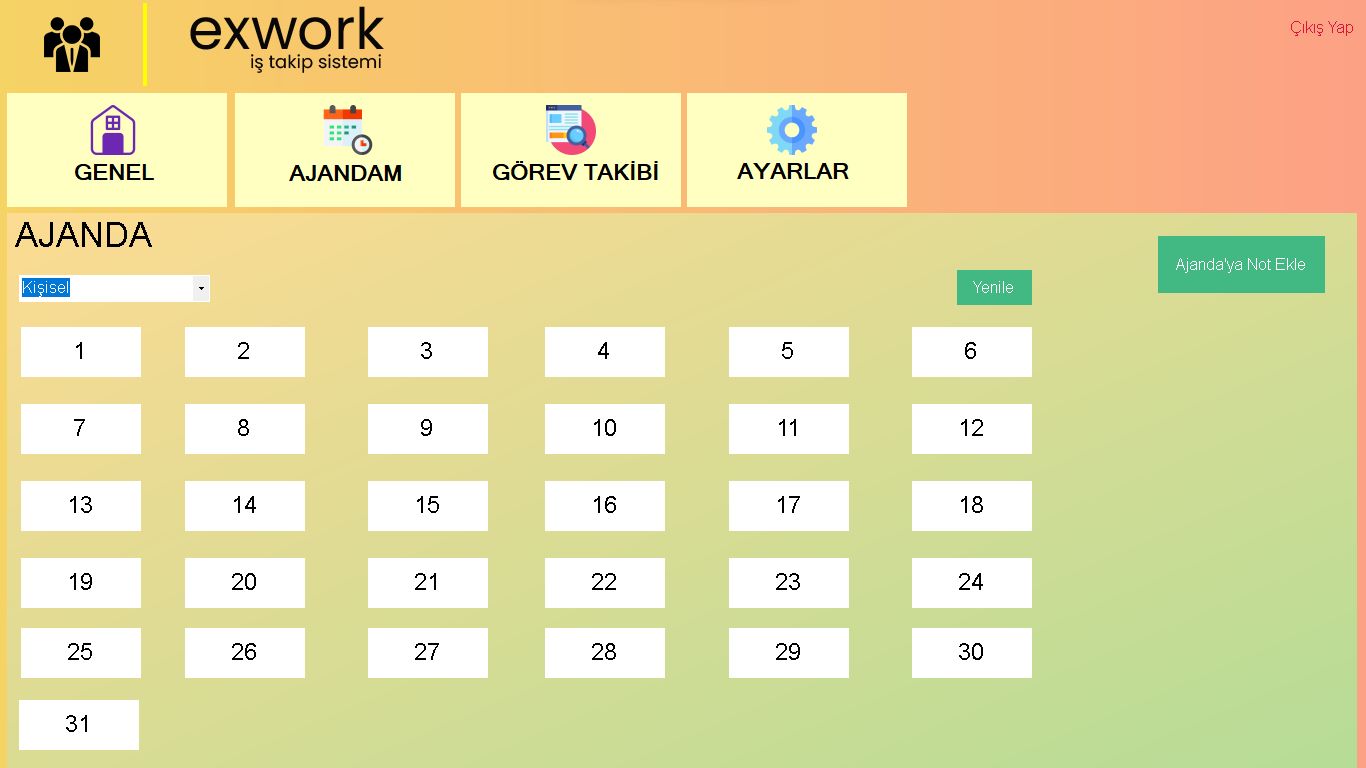 exwork
iş takip sistemi
Çıkış Yap
GENEL
AJANDAM
GÖREV TAKİBİ
AYARLAR
AJANDA
Ajanda'ya Not Ekle
Kişisel
Yenile
1 2 3 4 5 6
7 8 9 10 11 12
13 14 15 16 17 18
19 20 21 22 23 24
25 26 27 28 29 30
31